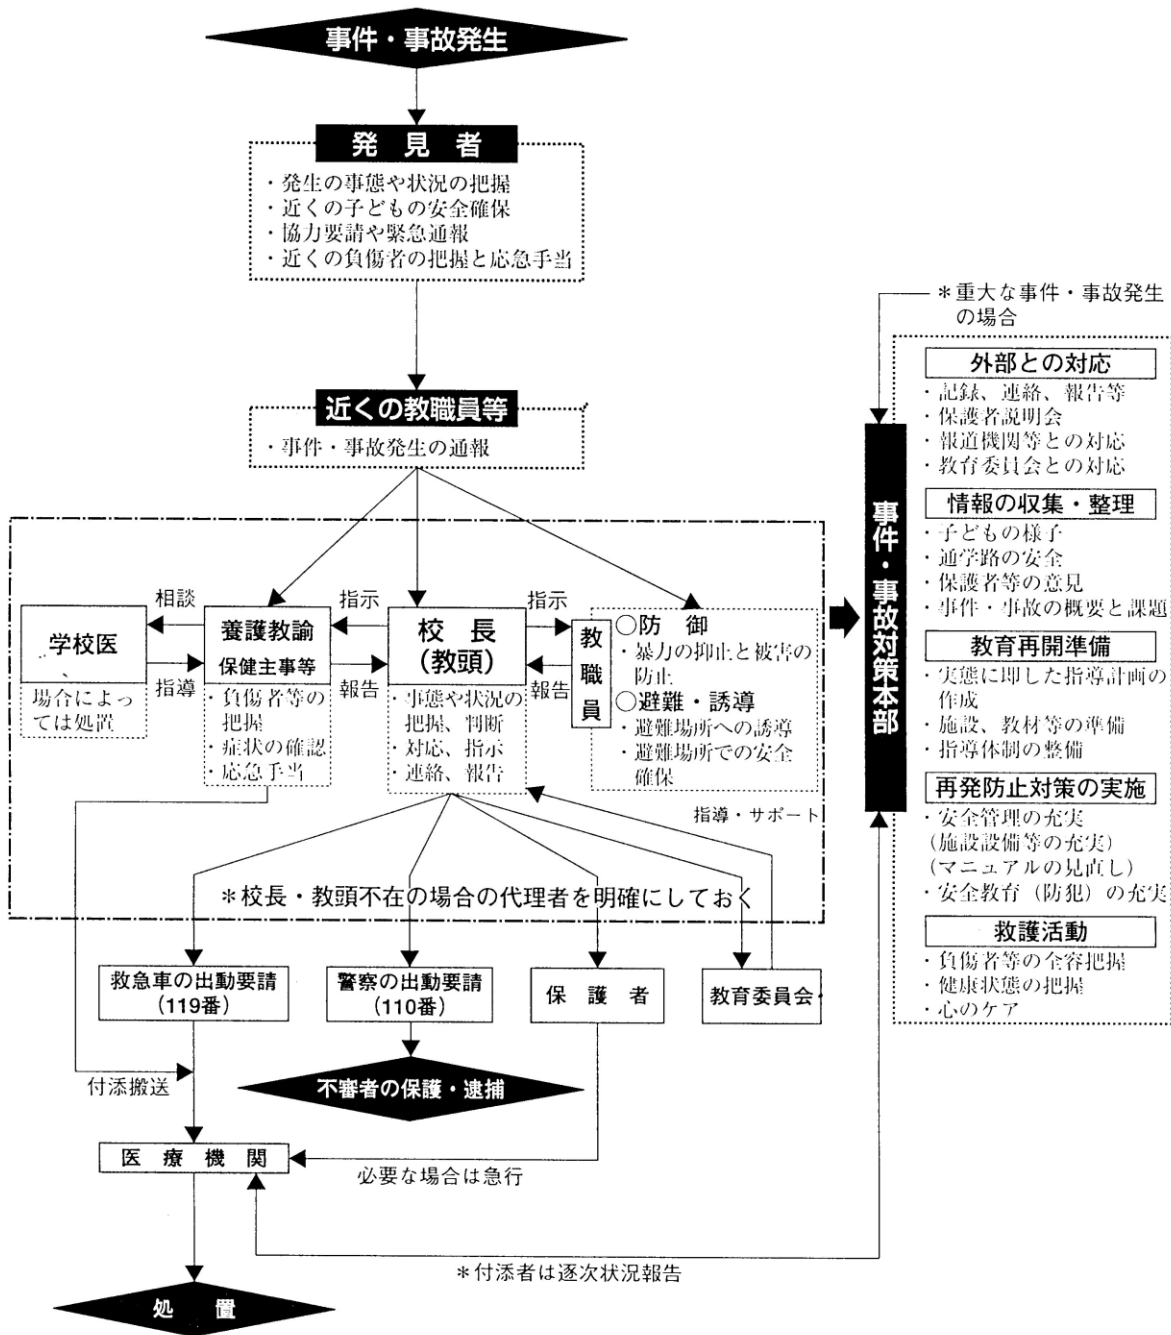 事件・事故発生
発見者
・発生の事態や状況の把握
・近くの子どもの安全確保
・協力要請や緊急通報
・近くの負傷者の把握と応急手当
近くの教職員等
・事件・事故発生の通報
学校医
場合によっ
ては処置
相談
指導
養護教諭
保健主事等
・負傷者等の
把握
・症状の確認
・応急手当
指示
報告
校長
(教頭)
・事態や状況の
把握、判断
・対応、指示
・連絡、報告
指示
報告
教職員
○防御
・暴力の抑止と被害の
防止
○避難・誘導
・避難場所への誘導
・避難場所での安全
確保
指導・サポート
＊校長・教頭不在の場合の代理者を明確にしておく
救急車の出動要請
(119番)
警察の出動要請
(110番)
保護者
教育委員会
付添搬送
不審者の保護・逮捕
医療機関
必要な場合は急行
＊付添者は逐次状況報告
処置
＊重大な事件・事故発生
の場合
事件・事故対策本部
外部との対応
・記録、連絡、報告等
・保護者説明会
・報道機関等との対応
・教育委員会との対応
情報の収集・整理
・子どもの様子
・通学路の安全
・保護者等の意見
・事件・事故の概要と課題
教育再開準備
・実態に即した指導計画の
作成
・施設、教材等の準備
・指導体制の整備
再発防止対策の実施
・安全管理の充実
(施設設備等の充実)
(マニュアルの見直し)
・安全教育（防犯）の充実
救護活動
・負傷者等の全容把握
・健康状態の把握
・心のケア